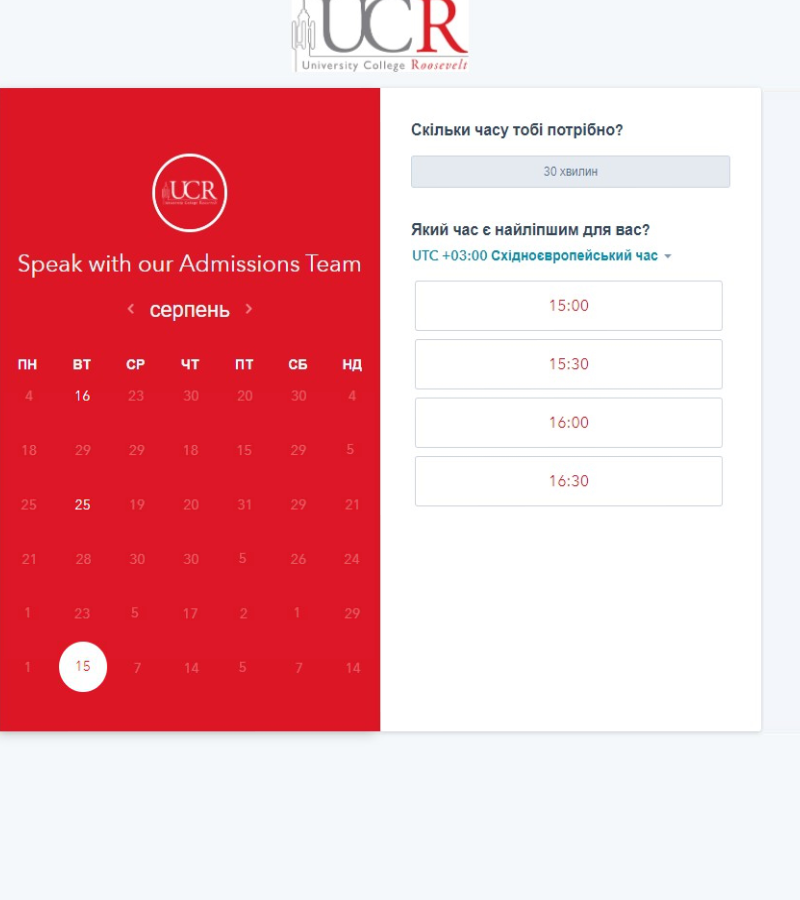 UCR
University College Roosevelt
UCR
Speak with our Admissions Team
серпень
ПН ВТ СР ЧТ ПТ СБ НД
4 16 23 30 20 30 4
18 29 29 18 15 29 5
25 25 19 20 31 29 21
21 28 30 30 5 26 24
1 23 5 17 2 1 29
1 15 7 14 5 7 14
Скільки часу тобі потрібно?
30 хвилин
Який час є найліпшим для вас?
UTC +03:00 Східноєвропейський час
15:00
15:30
16:00
16:30